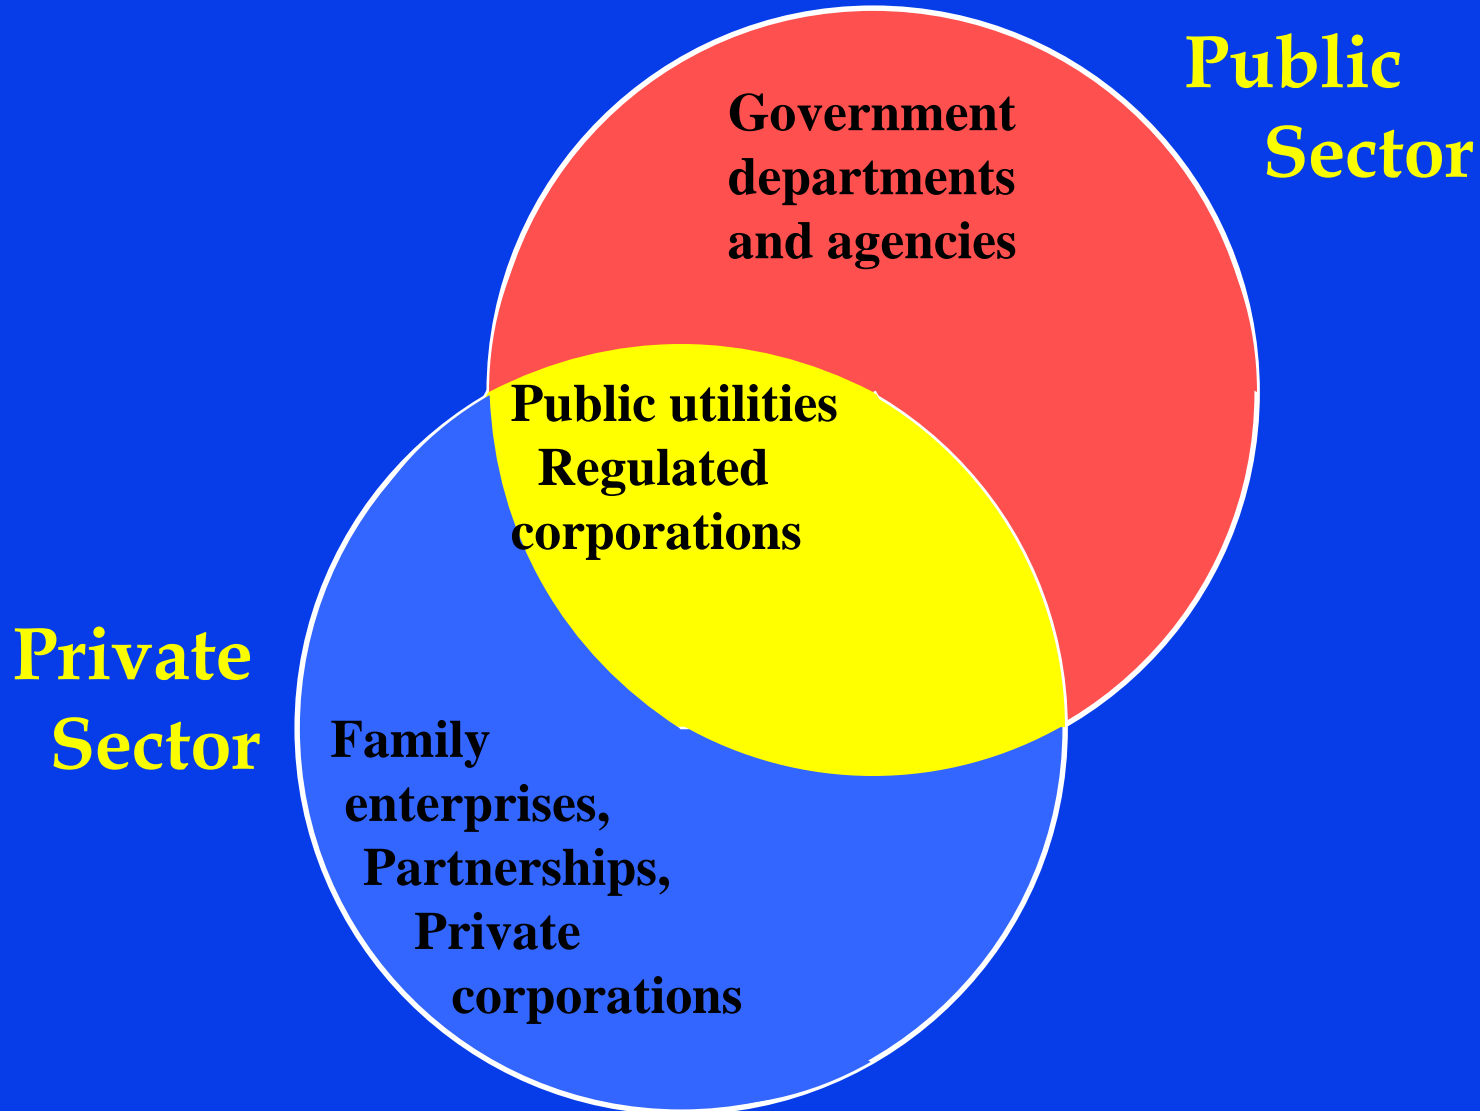 Public
Sector
Government
departments
and agencies
Public utilities
Regulated
corporations
Private
Sector
Family
enterprises,
Partnerships,
Private
corporations